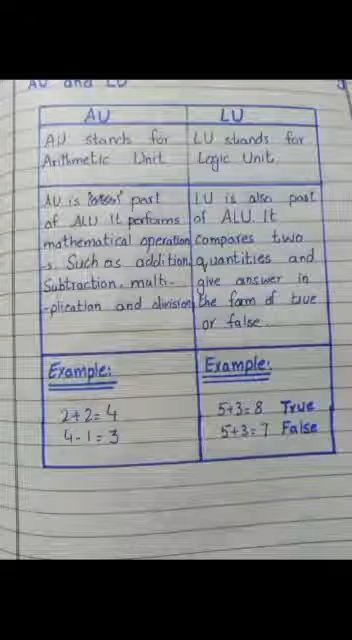 AU and LU
AU
AU stands for
Arithmetic Unit
AU is part
of ALU It performs
mathematical operation
s. Such as addition,
Subtraction, multi-
-plication and division.
Example:
2+2=4
4-1=3
LU
LU stands for
Logic Unit
LU is also part
of ALU. It
compares two
quantities and
give answer in
the form of true
or false.
Example:
5+3=8 True
5+3=7 False